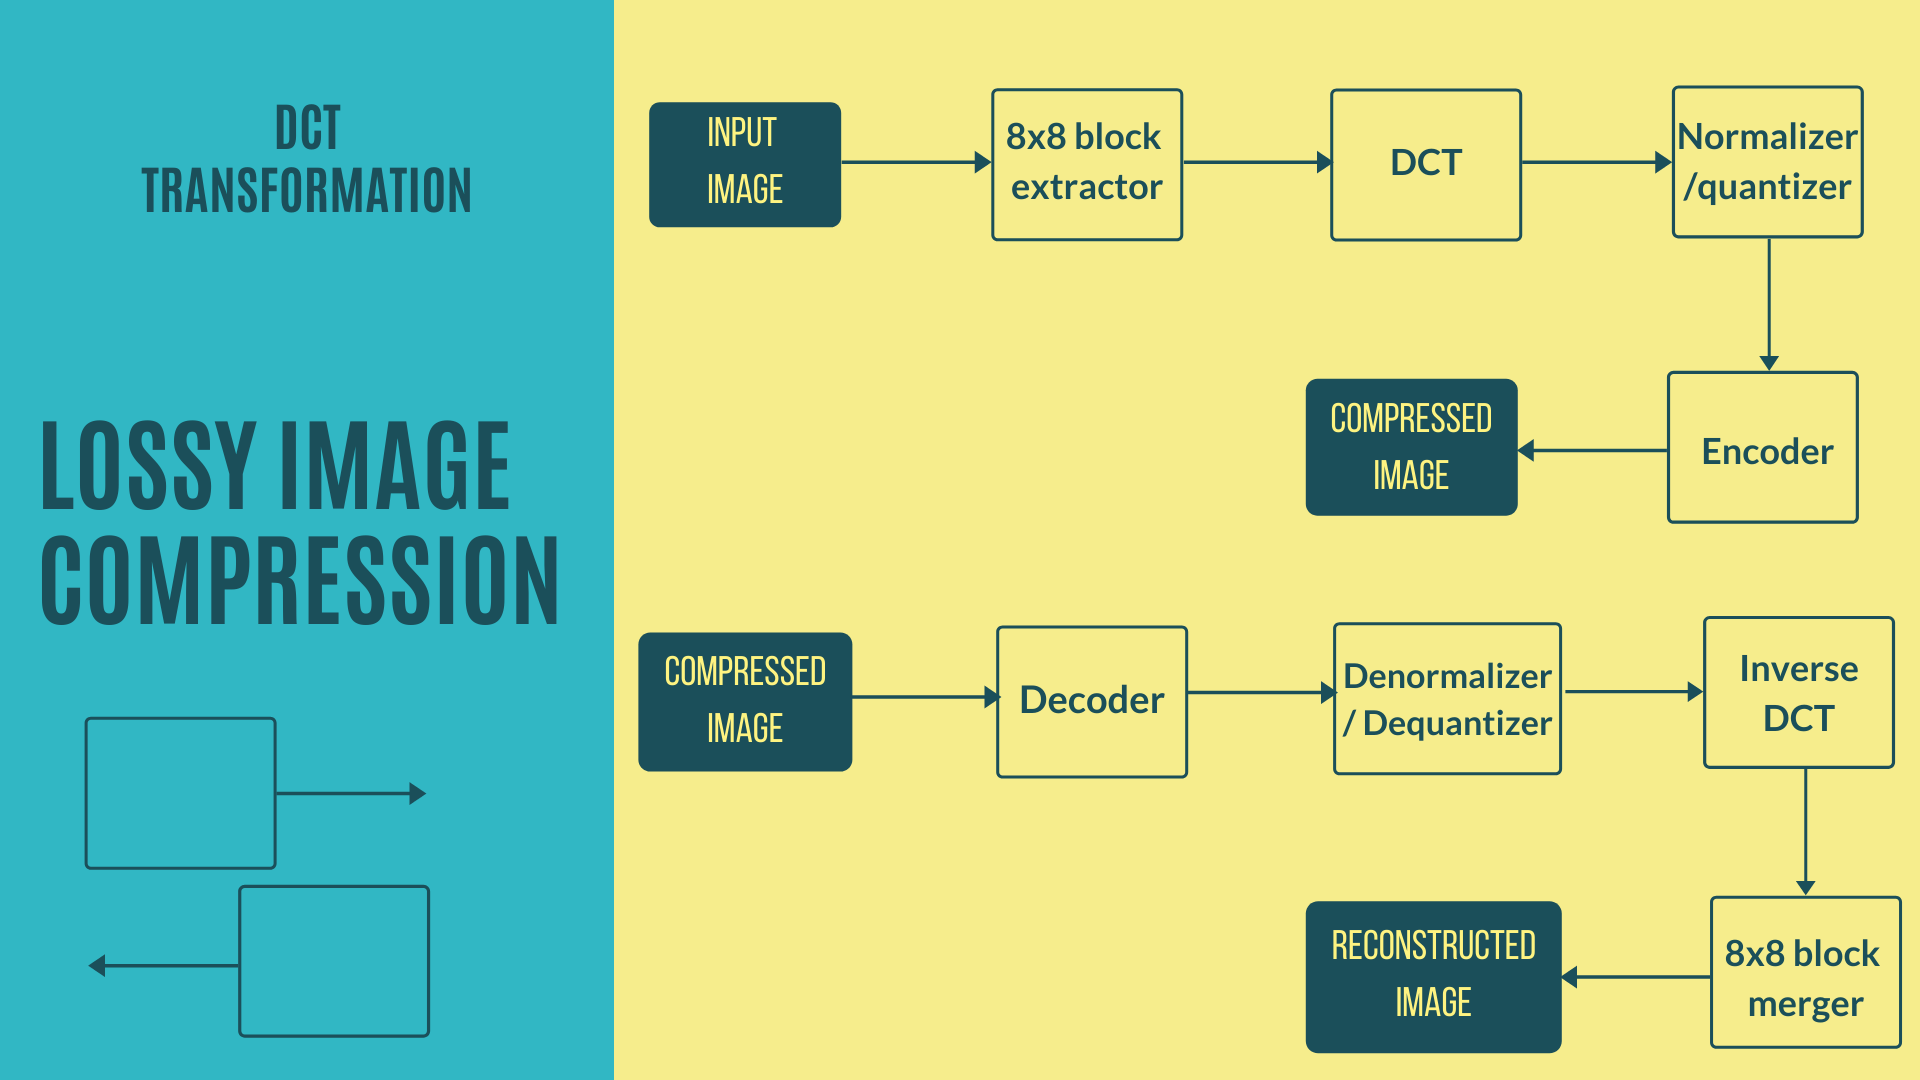 DCT
TRANSFORMATION
LOSSY IMAGE
COMPRESSION
INPUT
IMAGE
8x8 block
extractor
DCT
Normalizer
/quantizer
COMPRESSED
IMAGE
Encoder
COMPRESSED
IMAGE
Decoder
Denormalizer
/ Dequantizer
Inverse
DCT
RECONSTRUCTED
IMAGE
8x8 block
merger